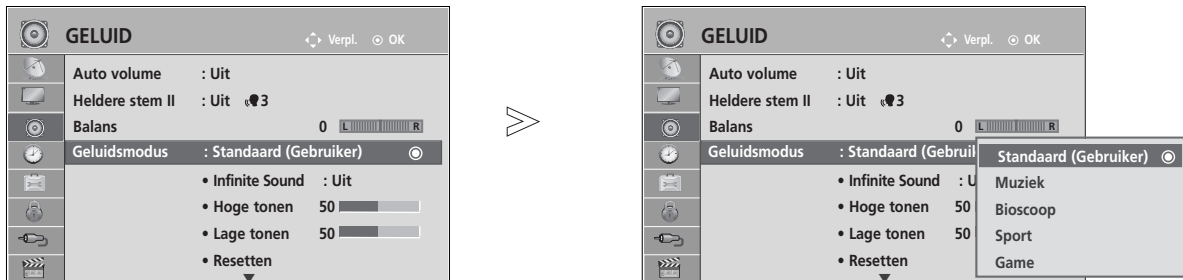 GELUID Verpl. OK
Auto volume : Uit
Heldere stem II : Uit 3
Balans 0 L R
Geluidsmodus : Standaard (Gebruiker)
• Infinite Sound : Uit
• Hoge tonen 50
• Lage tonen 50
• Resetten
>
GELUID Verpl. OK
Auto volume : Uit
Heldere stem II : Uit 3
Balans 0 L R
Geluidsmodus : Standaard (Gebruik
• Infinite Sound : U
• Hoge tonen 50
• Lage tonen 50
• Resetten
Standaard (Gebruiker)
Muziek
Bioscoop
Sport
Game